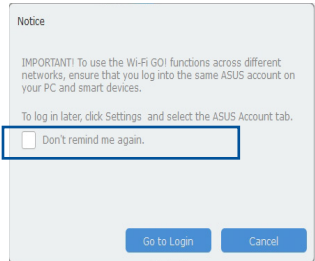 Notice
IMPORTANT! To use the Wi-Fi GO! functions across different
networks, ensure that you log into the same ASUS account on
your PC and smart devices.
To log in later, click Settings and select the ASUS Account tab.
Don't remind me again.
Go to Login
Cancel